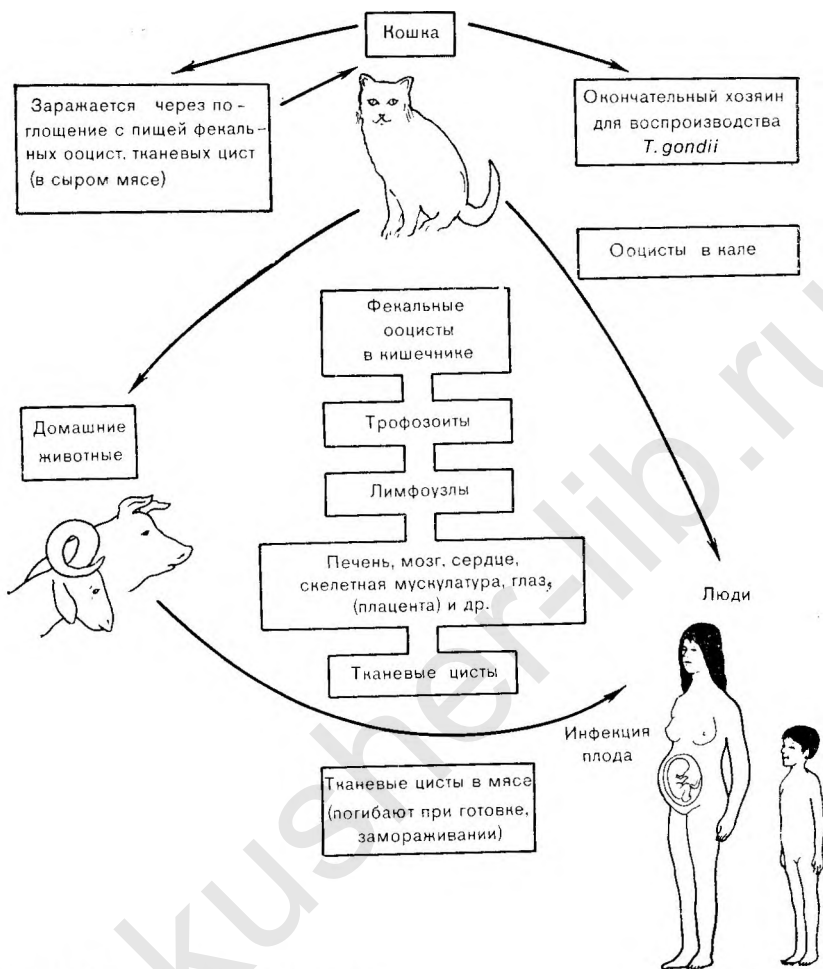 Кошка
Заражается через по-
глощение с пищей фекаль-
ных ооцист, тканевых цист
(в сыром мясе)
Окончательный хозяин
для воспроизводства
T. gondii
Ооцисты в кале
Фекальные
ооцисты
в кишечнике
Домашние
животные
Трофозоиты
Лимфоузлы
Печень, мозг, сердце,
скелетная мускулатура, глаз,
(плацента) и др.
Тканевые цисты
Люди
Инфекция
плода
Тканевые цисты в мясе
(погибают при готовке,
замораживании)
kusher-lib.ru